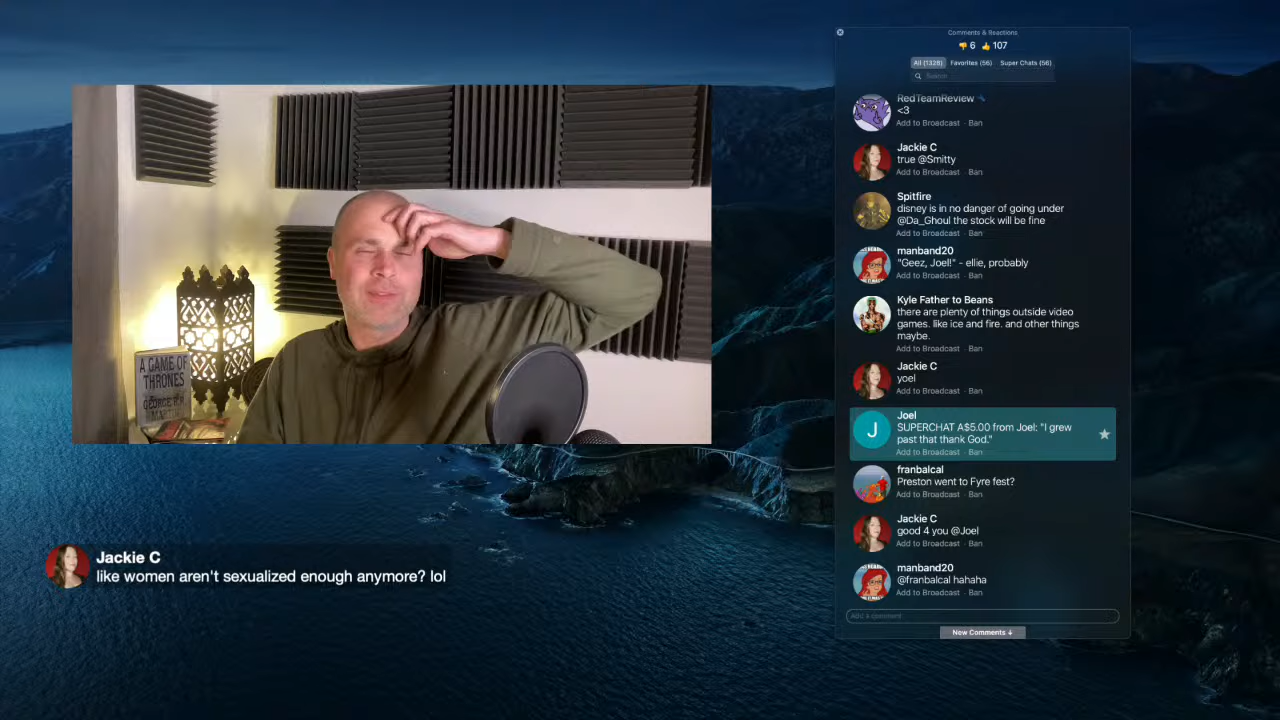 Comments & Reactions
6 107
All (1328) Favorites (56) Super Chats (56)
Search
RedTeamReview
<3
Add to Broadcast · Ban
Jackie C
true @Smitty
Add to Broadcast · Ban
Spitfire
disney is in no danger of going under
@Da_Ghoul the stock will be fine
Add to Broadcast · Ban
manband20
"Geez, Joel!" - ellie, probably
Add to Broadcast · Ban
Kyle Father to Beans
there are plenty of things outside video
games. like ice and fire. and other things
maybe.
Add to Broadcast · Ban
Jackie C
yoel
Add to Broadcast · Ban
J
Joel
SUPERCHAT A$5.00 from Joel: "I grew
past that thank God."
Add to Broadcast · Ban
franbalcal
Preston went to Fyre fest?
Add to Broadcast · Ban
Jackie C
good 4 you @Joel
Add to Broadcast · Ban
manband20
@franbalcal hahaha
Add to Broadcast · Ban
Add a comment
New Comments ↓
A GAME OF
THRONES
GEORGE R.R.
MARTIN
Jackie C
like women aren't sexualized enough anymore? lol